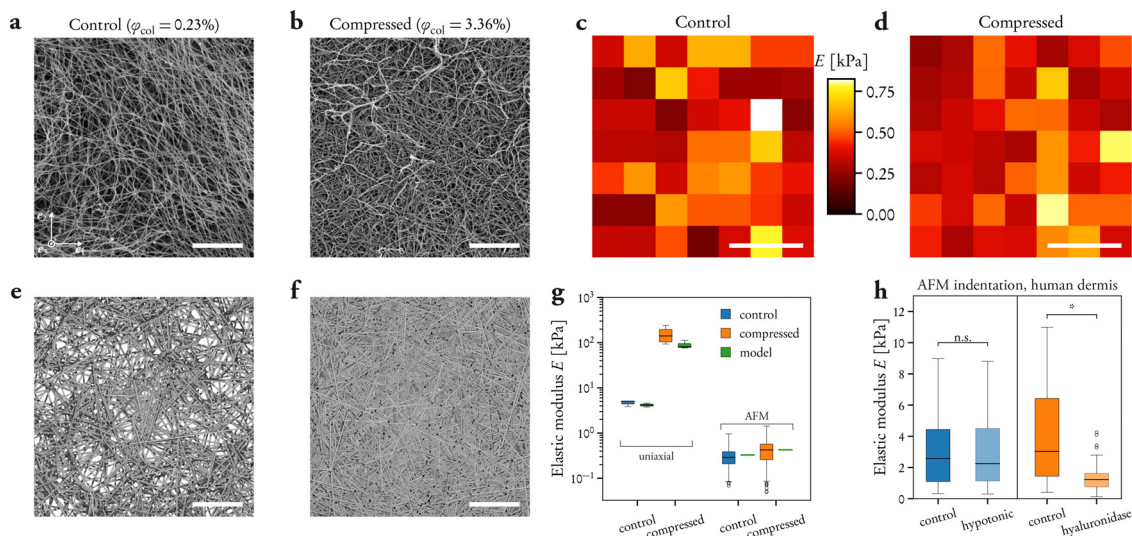 a
Control (φcol = 0.23%)
b
Compressed (φcol = 3.36%)
c
Control
d
Compressed
E [kPa]
0.75
0.50
0.25
0.00
e
f
g
Elastic modulus E [kPa]
10³
10²
10¹
10⁰
10⁻¹
control
compressed
model
uniaxial
AFM
control
compressed
control
compressed
h
AFM indentation, human dermis
Elastic modulus E [kPa]
12
10
8
6
4
2
0
n.s.
*
control
hypotonic
control
hyaluronidase